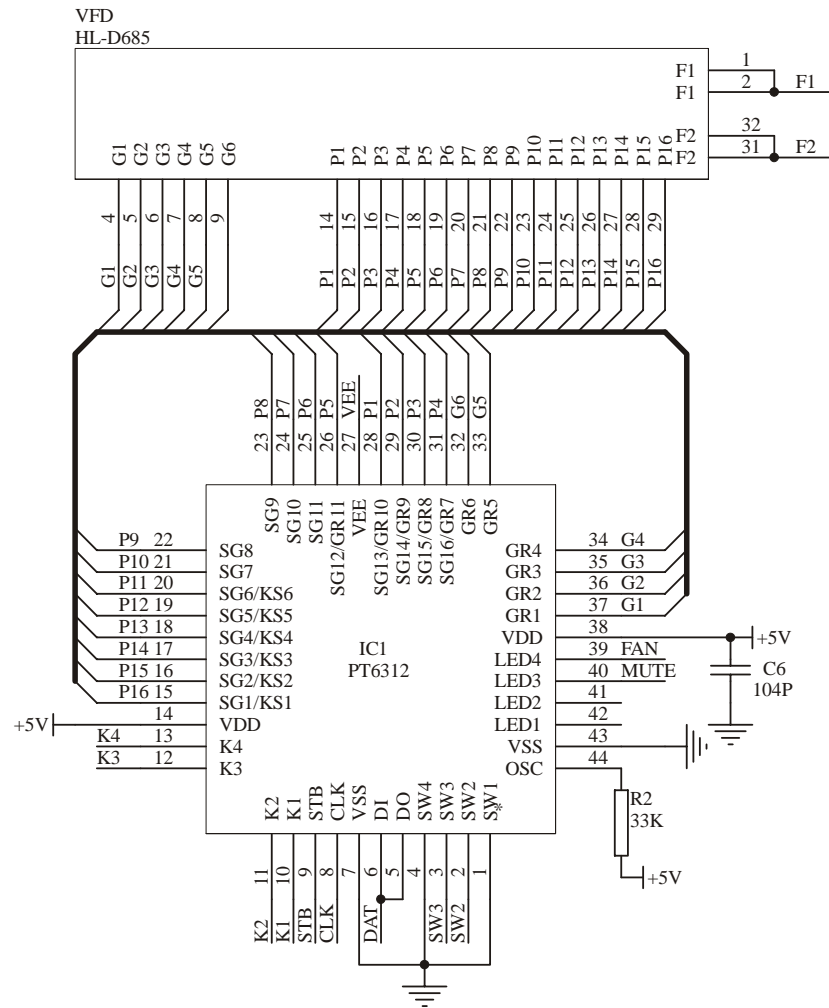 VFD
HL-D685
F1 1
F1 2 F1
F2 32
F2 31 F2
G1 G2 G3 G4 G5 G6
P1 P2 P3 P4 P5 P6 P7 P8 P9 P10 P11 P12 P13 P14 P15 P16
4 5 6 7 8 9
14 15 16 17 18 19 20 21 22 23 24 25 26 27 28 29
G1 G2 G3 G4 G5
P1 P2 P3 P4 P5 P6 P7 P8 P9 P10 P11 P12 P13 P14 P15 P16
P8 P7 P6 P5 VEE P1 P2 P3 P4 G6 G5
23 24 25 26 27 28 29 30 31 32 33
SG9 SG10 SG11 SG12/GR11 VEE SG13/GR10 SG14/GR9 SG15/GR8 SG16/GR7 GR6 GR5
P9 22 SG8
P10 21 SG7
P11 20 SG6/KS6
P12 19 SG5/KS5
P13 18 SG4/KS4
P14 17 SG3/KS3
P15 16 SG2/KS2
P16 15 SG1/KS1
+5V 14 VDD
K4 13 K4
K3 12 K3
IC1
PT6312
GR4 34 G4
GR3 35 G3
GR2 36 G2
GR1 37 G1
VDD 38 +5V
LED4 39 FAN
LED3 40 MUTE
LED2 41
LED1 42
VSS 43
OSC 44
C6
104P
R2
33K
+5V
K2 K1 STB CLK VSS DI DO SW4 SW3 SW2 SW1
*
11 10 9 8 7 6 5 4 3 2 1
K2 K1 STB CLK DAT SW3 SW2